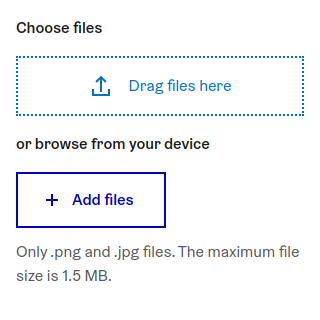 Choose files
Drag files here
or browse from your device
Add files
Only .png and .jpg files. The maximum file
size is 1.5 MB.